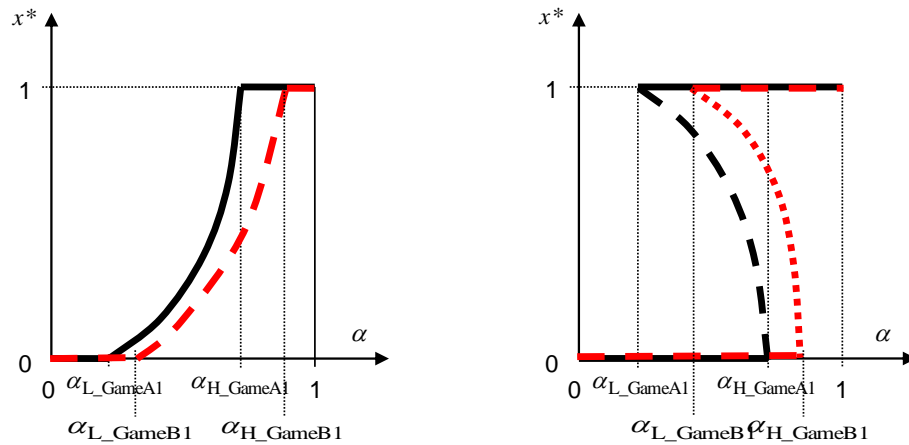 x*
1
0
α
0
α_L_GameA1
α_H_GameA1
1
α_L_GameB1
α_H_GameB1
x*
1
0
α
0
α_L_GameA1
α_H_GameA1
1
α_L_GameB1
α_H_GameB1